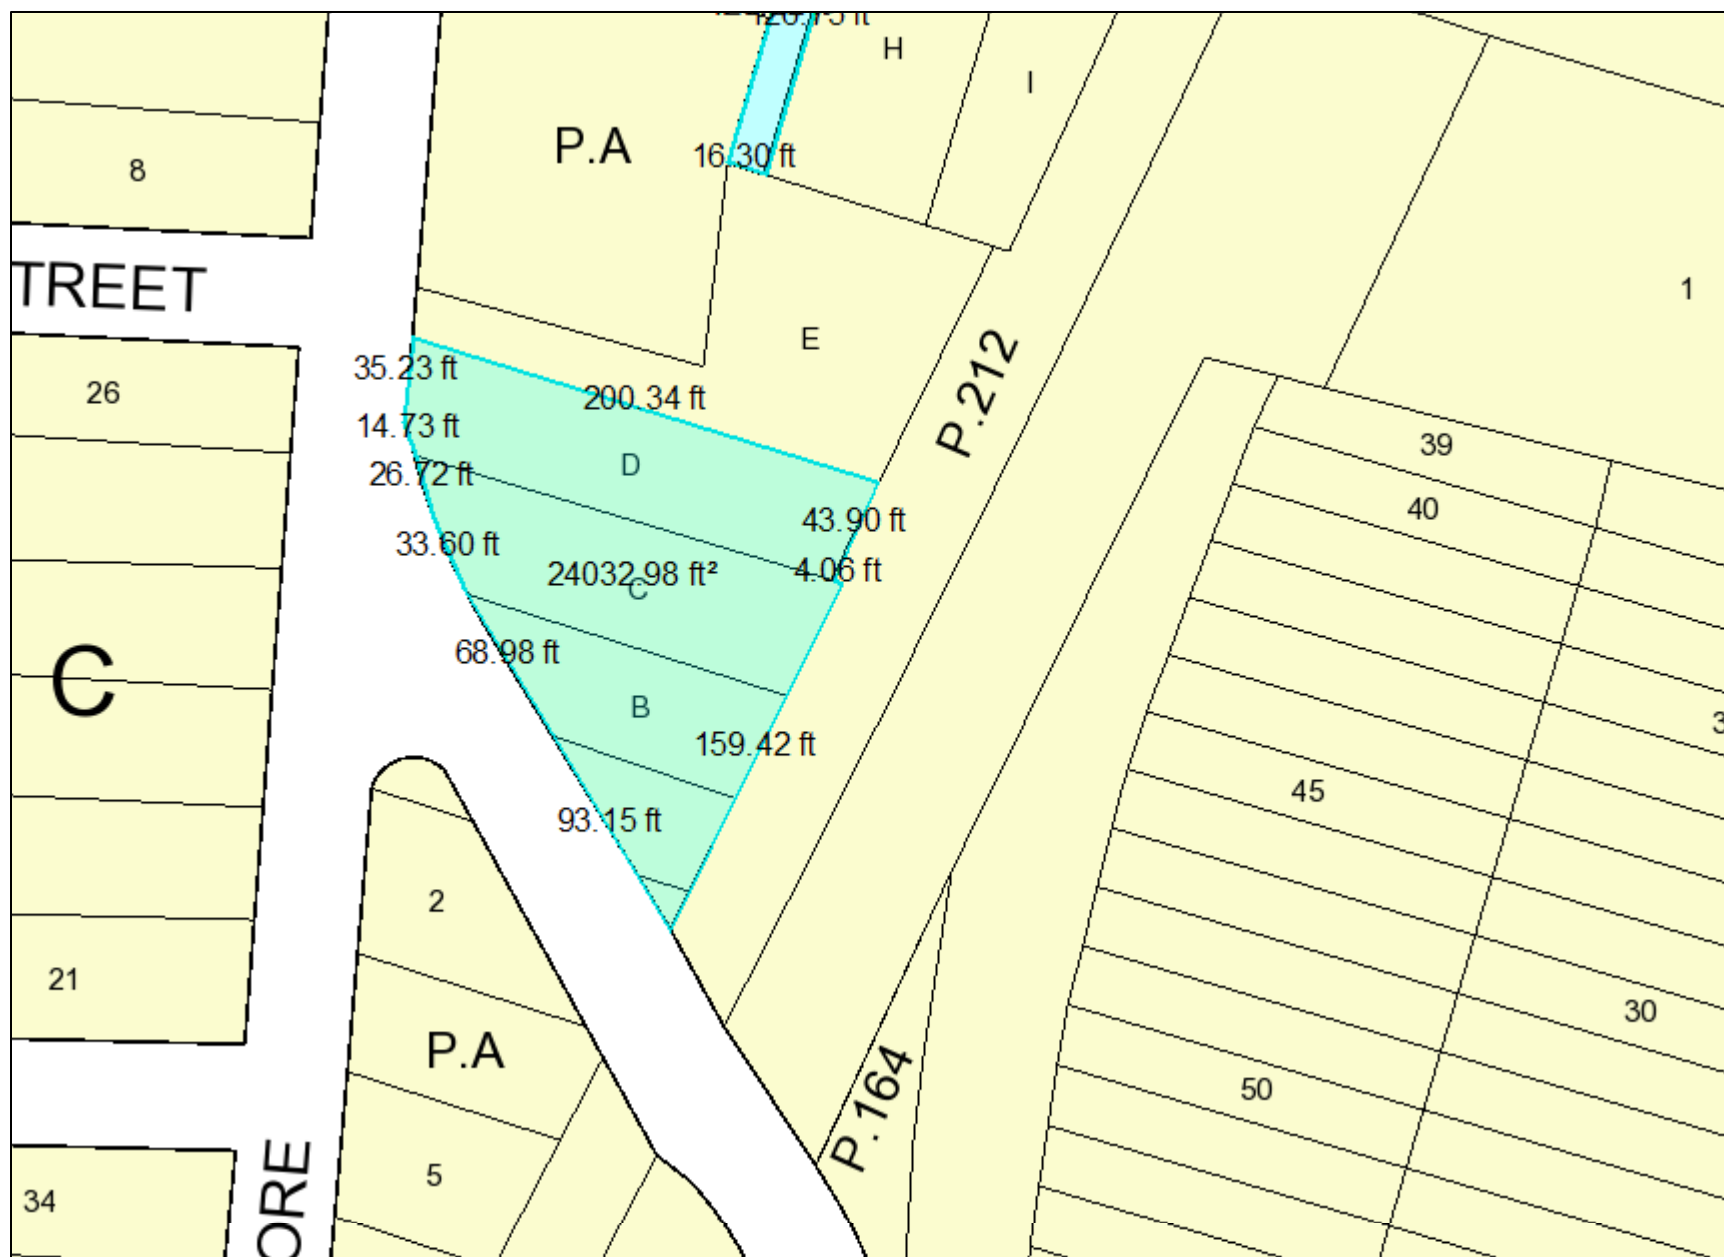 H
I
P.A
16.30 ft
8
TREET
1
E
P.212
35.23 ft
200.34 ft
26
14.73 ft
39
D
26.72 ft
40
43.90 ft
33.60 ft
4.06 ft
24032.98 ft²
C
68.98 ft
C
B
159.42 ft
45
93.15 ft
2
21
30
P.A
50
P.164
5
ORE
34